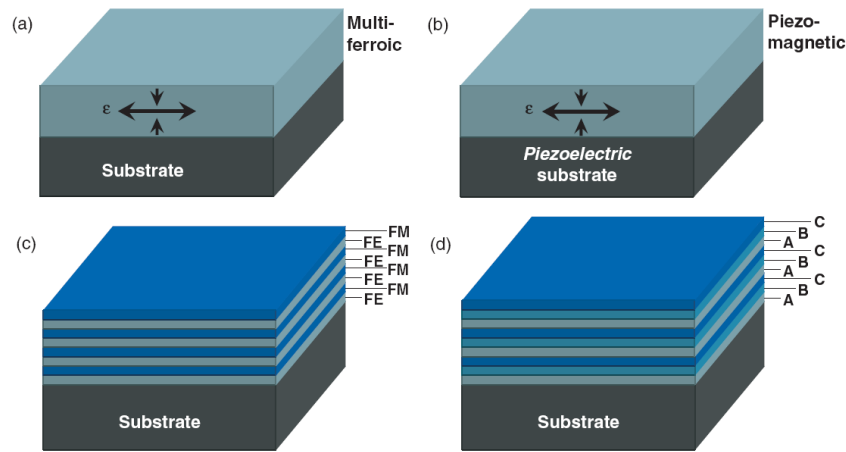 (a)
Multi-
ferroic
ε
Substrate
(b)
Piezo-
magnetic
ε
Piezoelectric
substrate
(c)
FM
FE
FM
FE
FM
FE
FM
FE
Substrate
(d)
C
B
A
C
B
A
C
B
A
Substrate